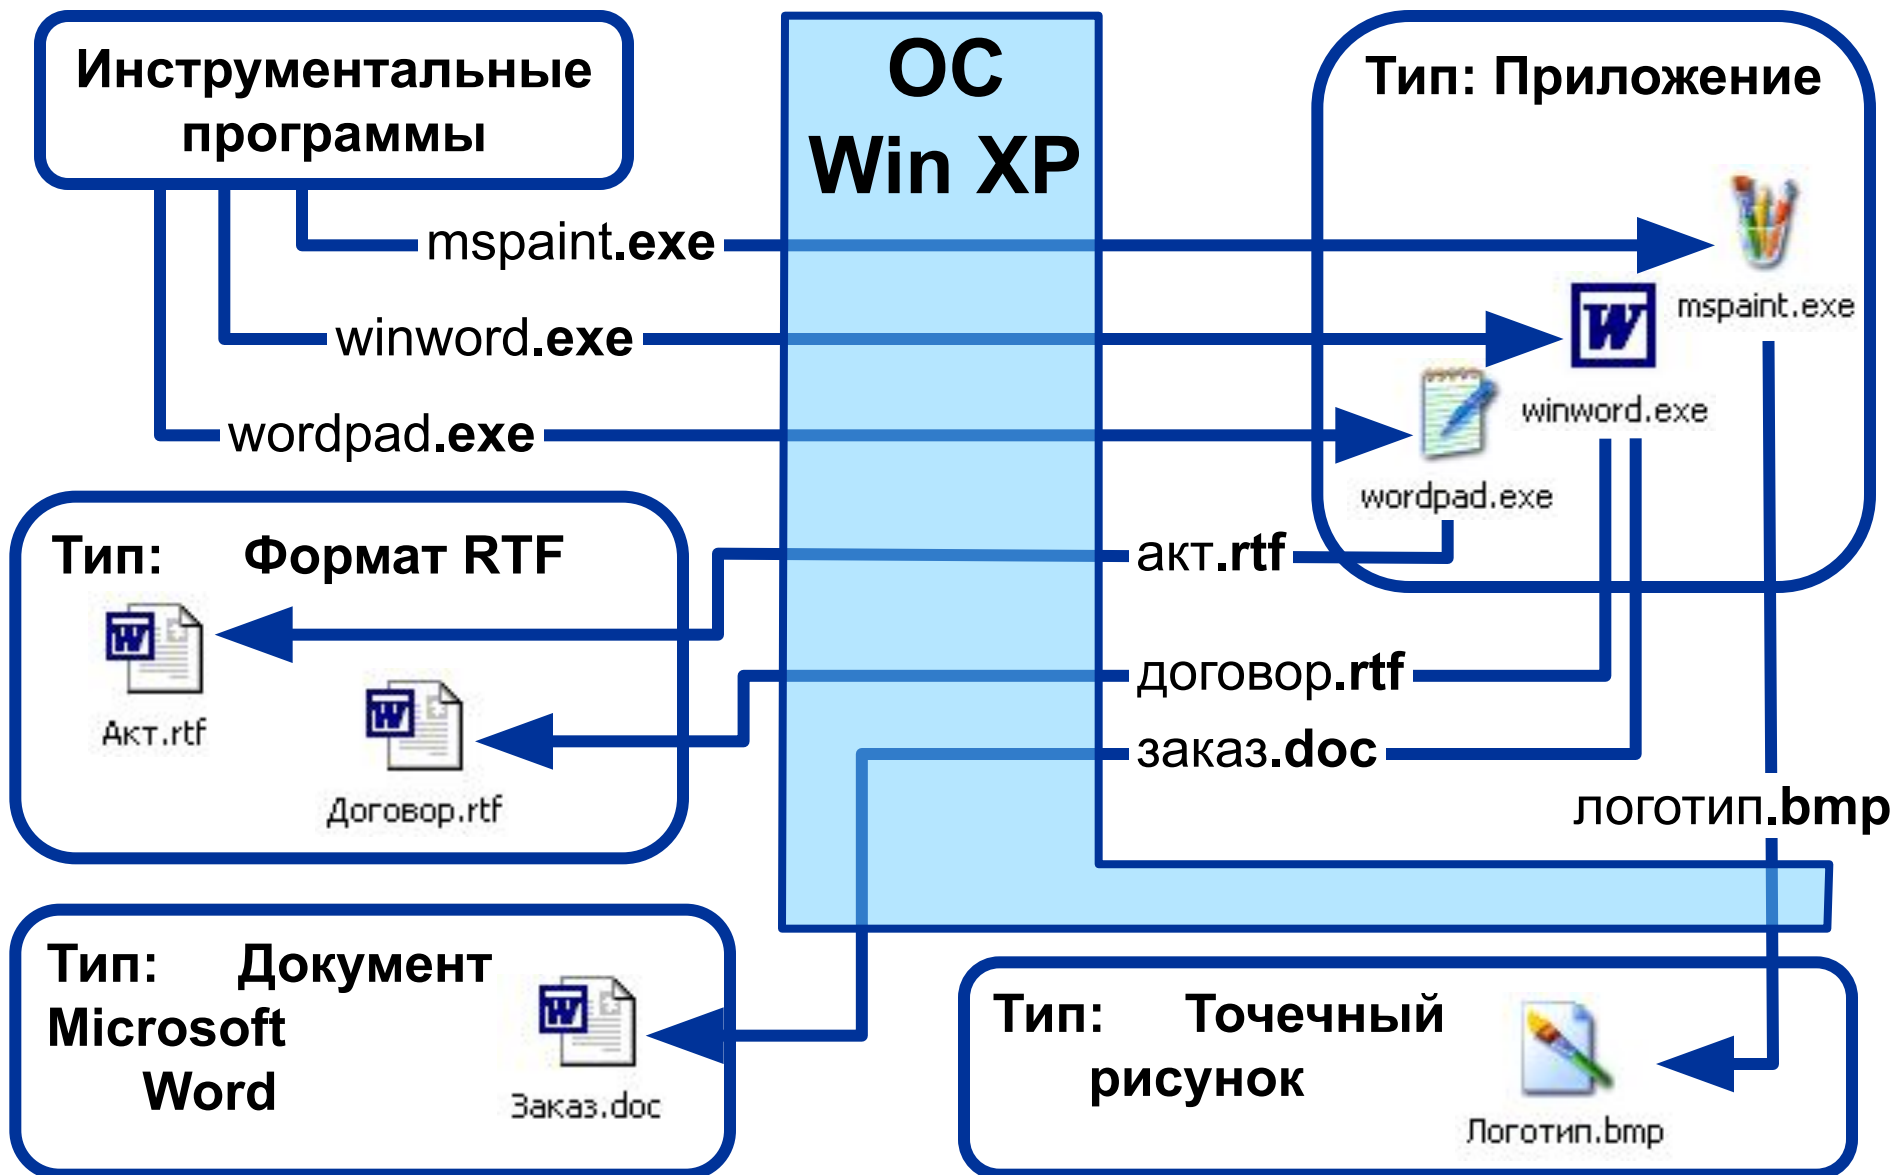 Инструментальные
программы
ОС
Win XP
Тип: Приложение
mspaint.exe
mspaint.exe
winword.exe
winword.exe
wordpad.exe
wordpad.exe
Тип: Формат RTF
акт.rtf
Акт.rtf
договор.rtf
Договор.rtf
заказ.doc
логотип.bmp
Тип: Документ
Microsoft
Word
Заказ.doc
Тип: Точечный
рисунок
Логотип.bmp